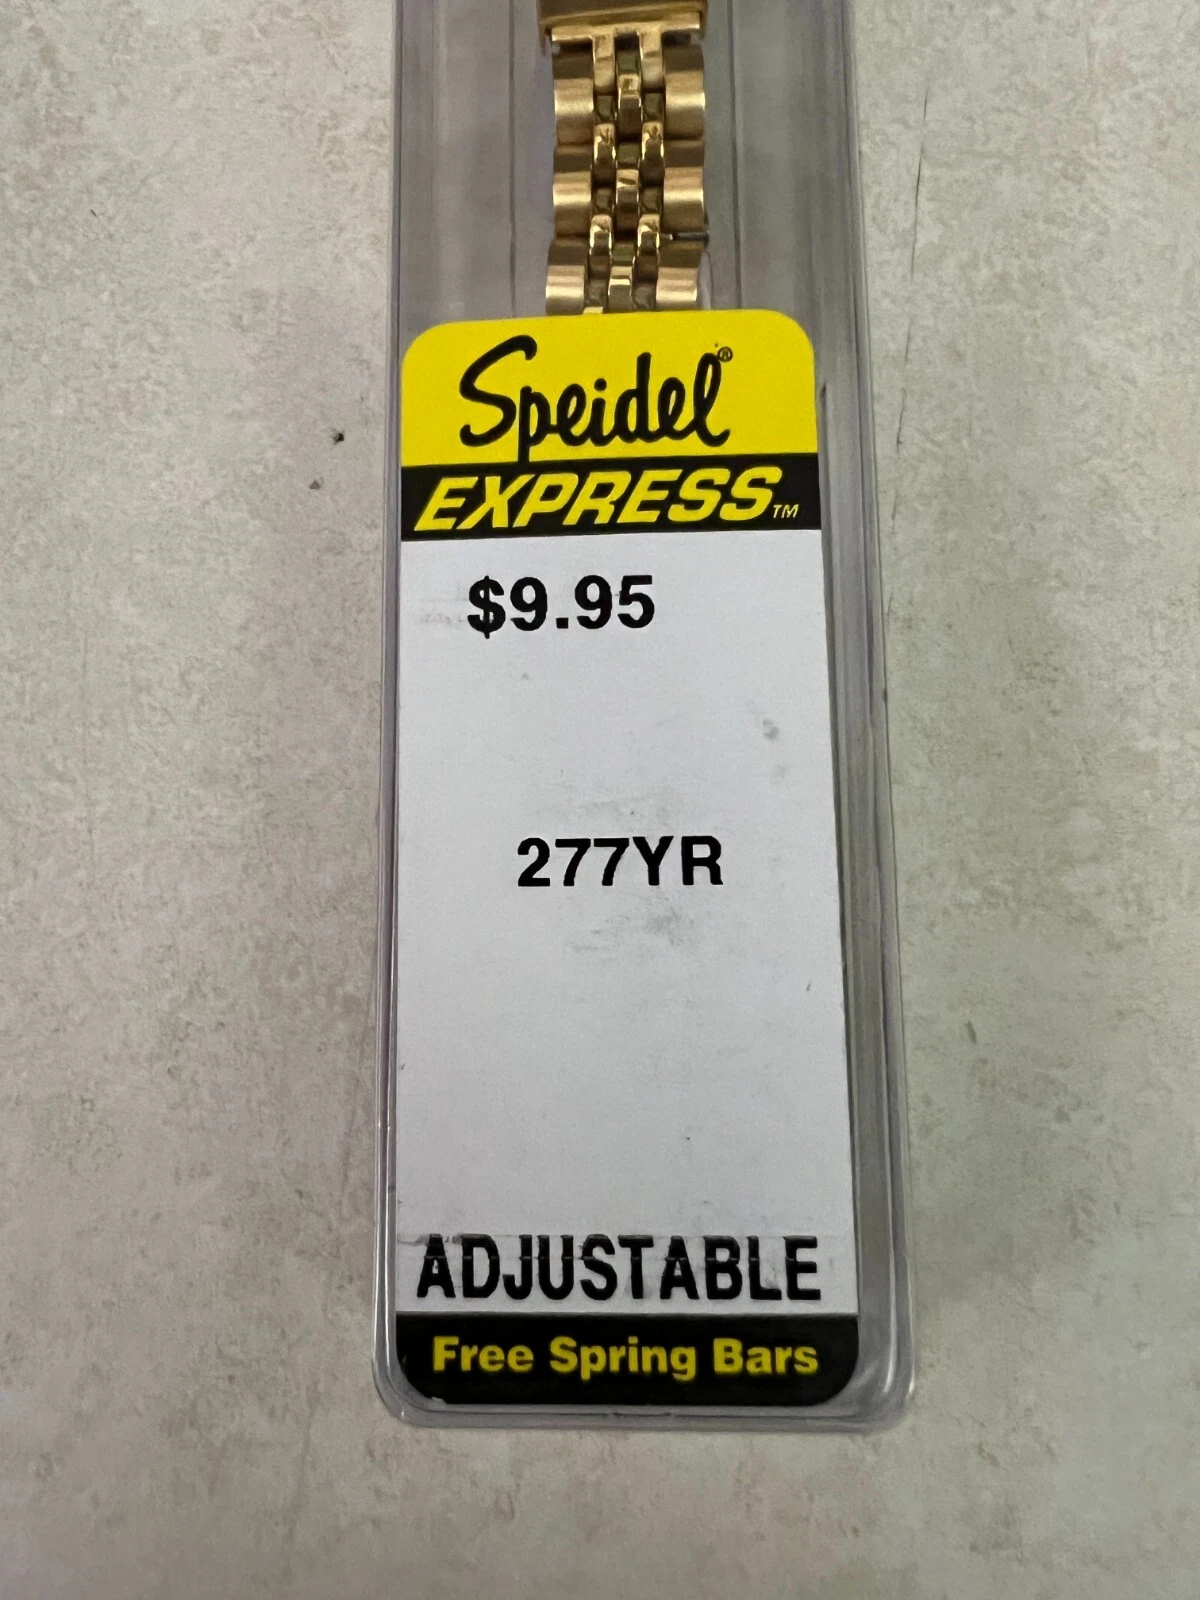 Speidel®
EXPRESS™
$9.95
277YR
ADJUSTABLE
Free Spring Bars